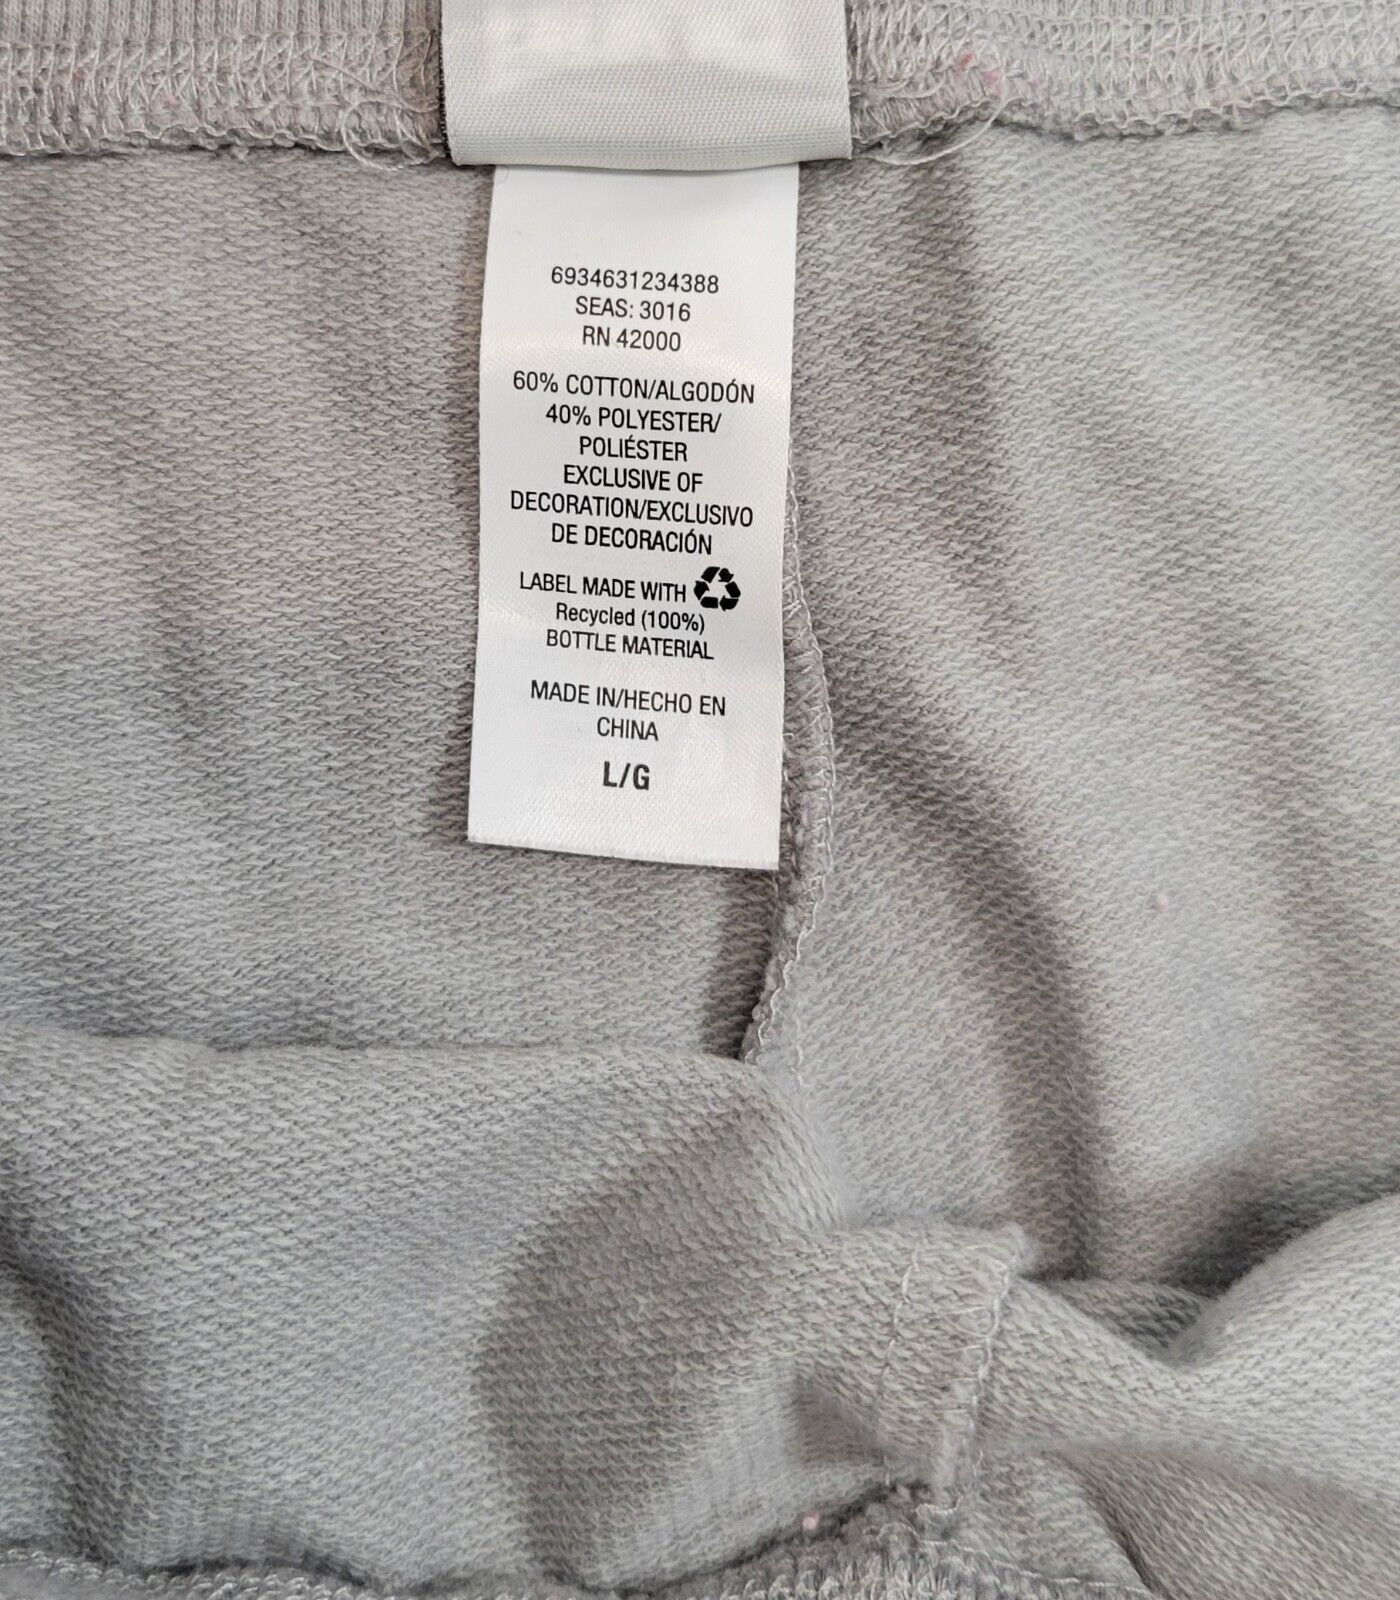 6934631234388
SEAS: 3016
RN 42000
60% COTTON/ALGODÓN
40% POLYESTER/
POLIÉSTER
EXCLUSIVE OF
DECORATION/EXCLUSIVO
DE DECORACIÓN
LABEL MADE WITH
Recycled (100%)
BOTTLE MATERIAL
MADE IN/HECHO EN
CHINA
L/G